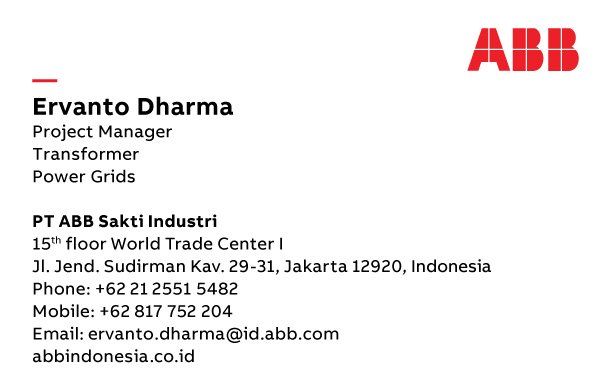 ABB
Ervanto Dharma
Project Manager
Transformer
Power Grids
PT ABB Sakti Industri
15th floor World Trade Center I
Jl. Jend. Sudirman Kav. 29-31, Jakarta 12920, Indonesia
Phone: +62 21 2551 5482
Mobile: +62 817 752 204
Email: ervanto.dharma@id.abb.com
abbindonesia.co.id